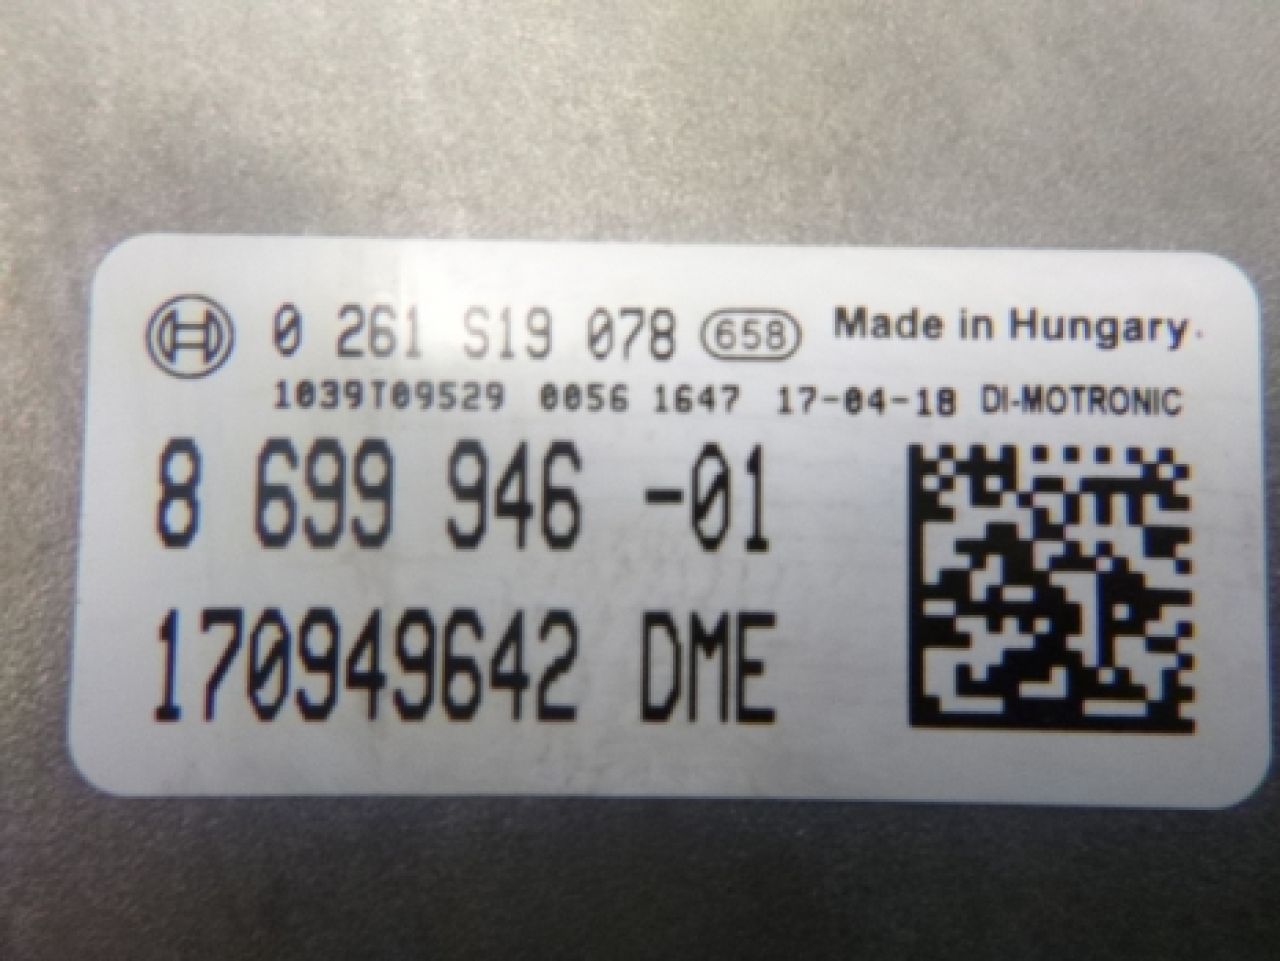 0 261 S19 078 658 Made in Hungary
1039T09529 0056 1647 17-04-18 DI-MOTRONIC
8 699 946 -01
170949642 DME